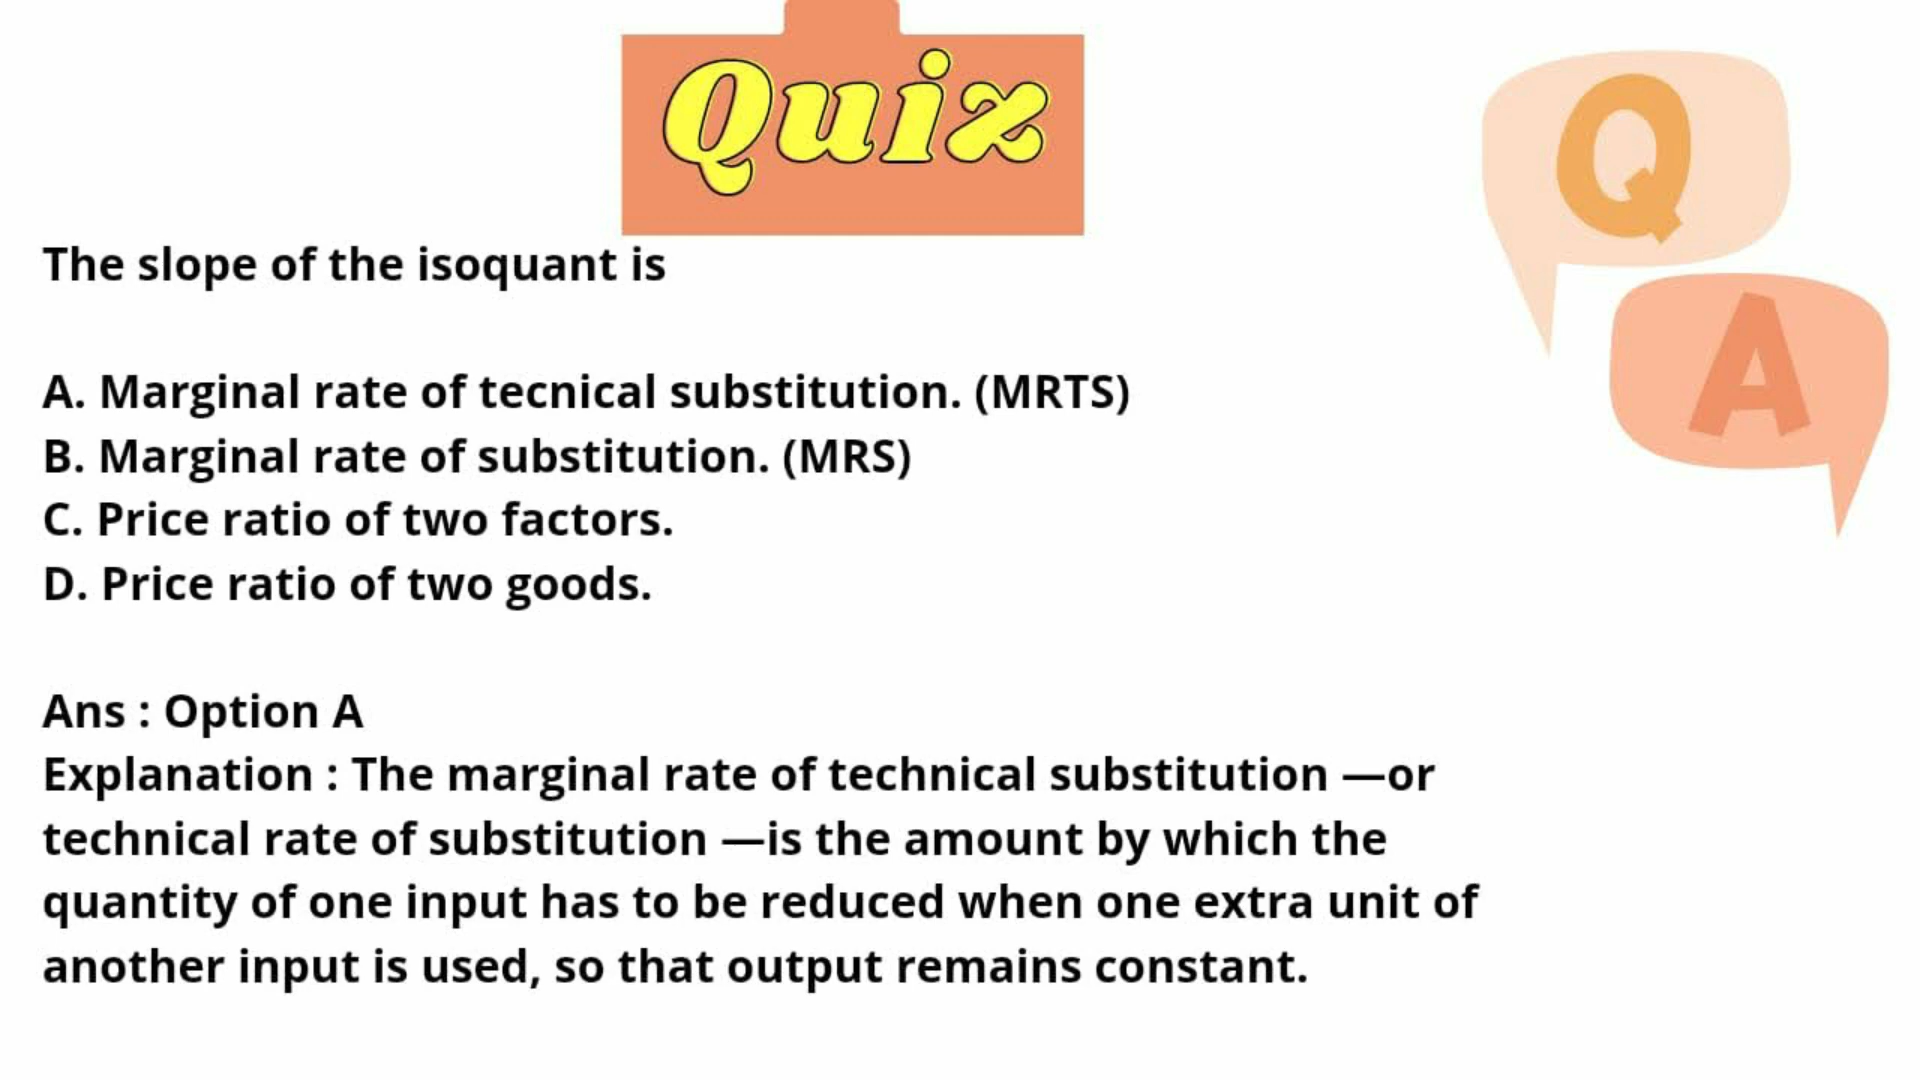 Quiz
Q
A
The slope of the isoquant is
A. Marginal rate of tecnical substitution. (MRTS)
B. Marginal rate of substitution. (MRS)
C. Price ratio of two factors.
D. Price ratio of two goods.
Ans : Option A
Explanation : The marginal rate of technical substitution —or
technical rate of substitution —is the amount by which the
quantity of one input has to be reduced when one extra unit of
another input is used, so that output remains constant.